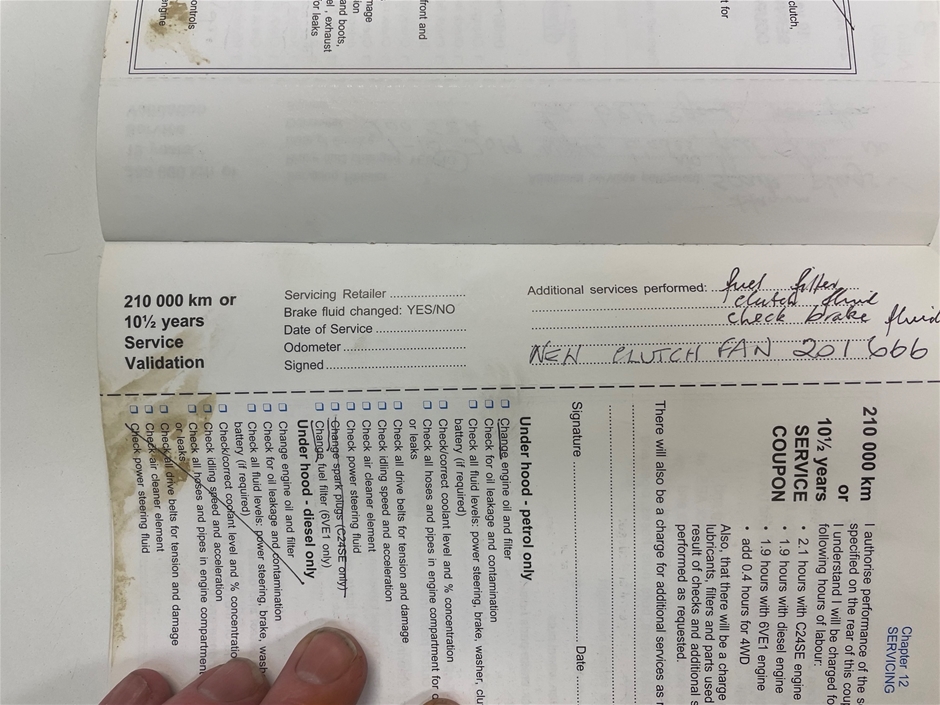 ontrols
ngine
and boots,
el , exhaust
for leaks
mage
ion
front and
t for
clutch,
210 000 km or
10½ years
Service
Validation
Servicing Retailer
Brake fluid changed: YES/NO
Date of Service
Odometer
Signed
Additional services performed: fuel filter
clutch fluid
check brake fluid
NEW CLUTCH FAN 201666
Chapter 12
SERVICING
210 000 km
or
10½ years
SERVICE
COUPON
I authorise performance of the s
specified on the rear of this coup
I understand I will be charged fo
following hours of labour:
• 2.1 hours with C24SE engine
• 1.9 hours with diesel engine
• 1.9 hours with 6VE1 engine
• add 0.4 hours for 4WD
Also, that there will be a charge
lubricants, filters and parts used
result of checks and additional s
performed as requested.
There will also be a charge for additional services as r
Signature Date
Under hood - petrol only
Change engine oil and filter
Check for oil leakage and contamination
Check all fluid levels: power steering, brake, washer, clu
battery (if required)
Check/correct coolant level and % concentration
Check all hoses and pipes in engine compartment for c
or leaks
Check all drive belts for tension and damage
Check idling speed and acceleration
Check air cleaner element
Check power steering fluid
Change spark plugs (C24SE only)
Change fuel filter (6VE1 only)
Under hood - diesel only
Change engine oil and filter
Check for oil leakage and contamination
Check all fluid levels: power steering, brake, wash
battery (if required)
Check/correct coolant level and % concentratio
Check idling speed and acceleration
Check all hoses and pipes in engine compartment
or leaks
Check all drive belts for tension and damage
Check air cleaner element
Check power steering fluid